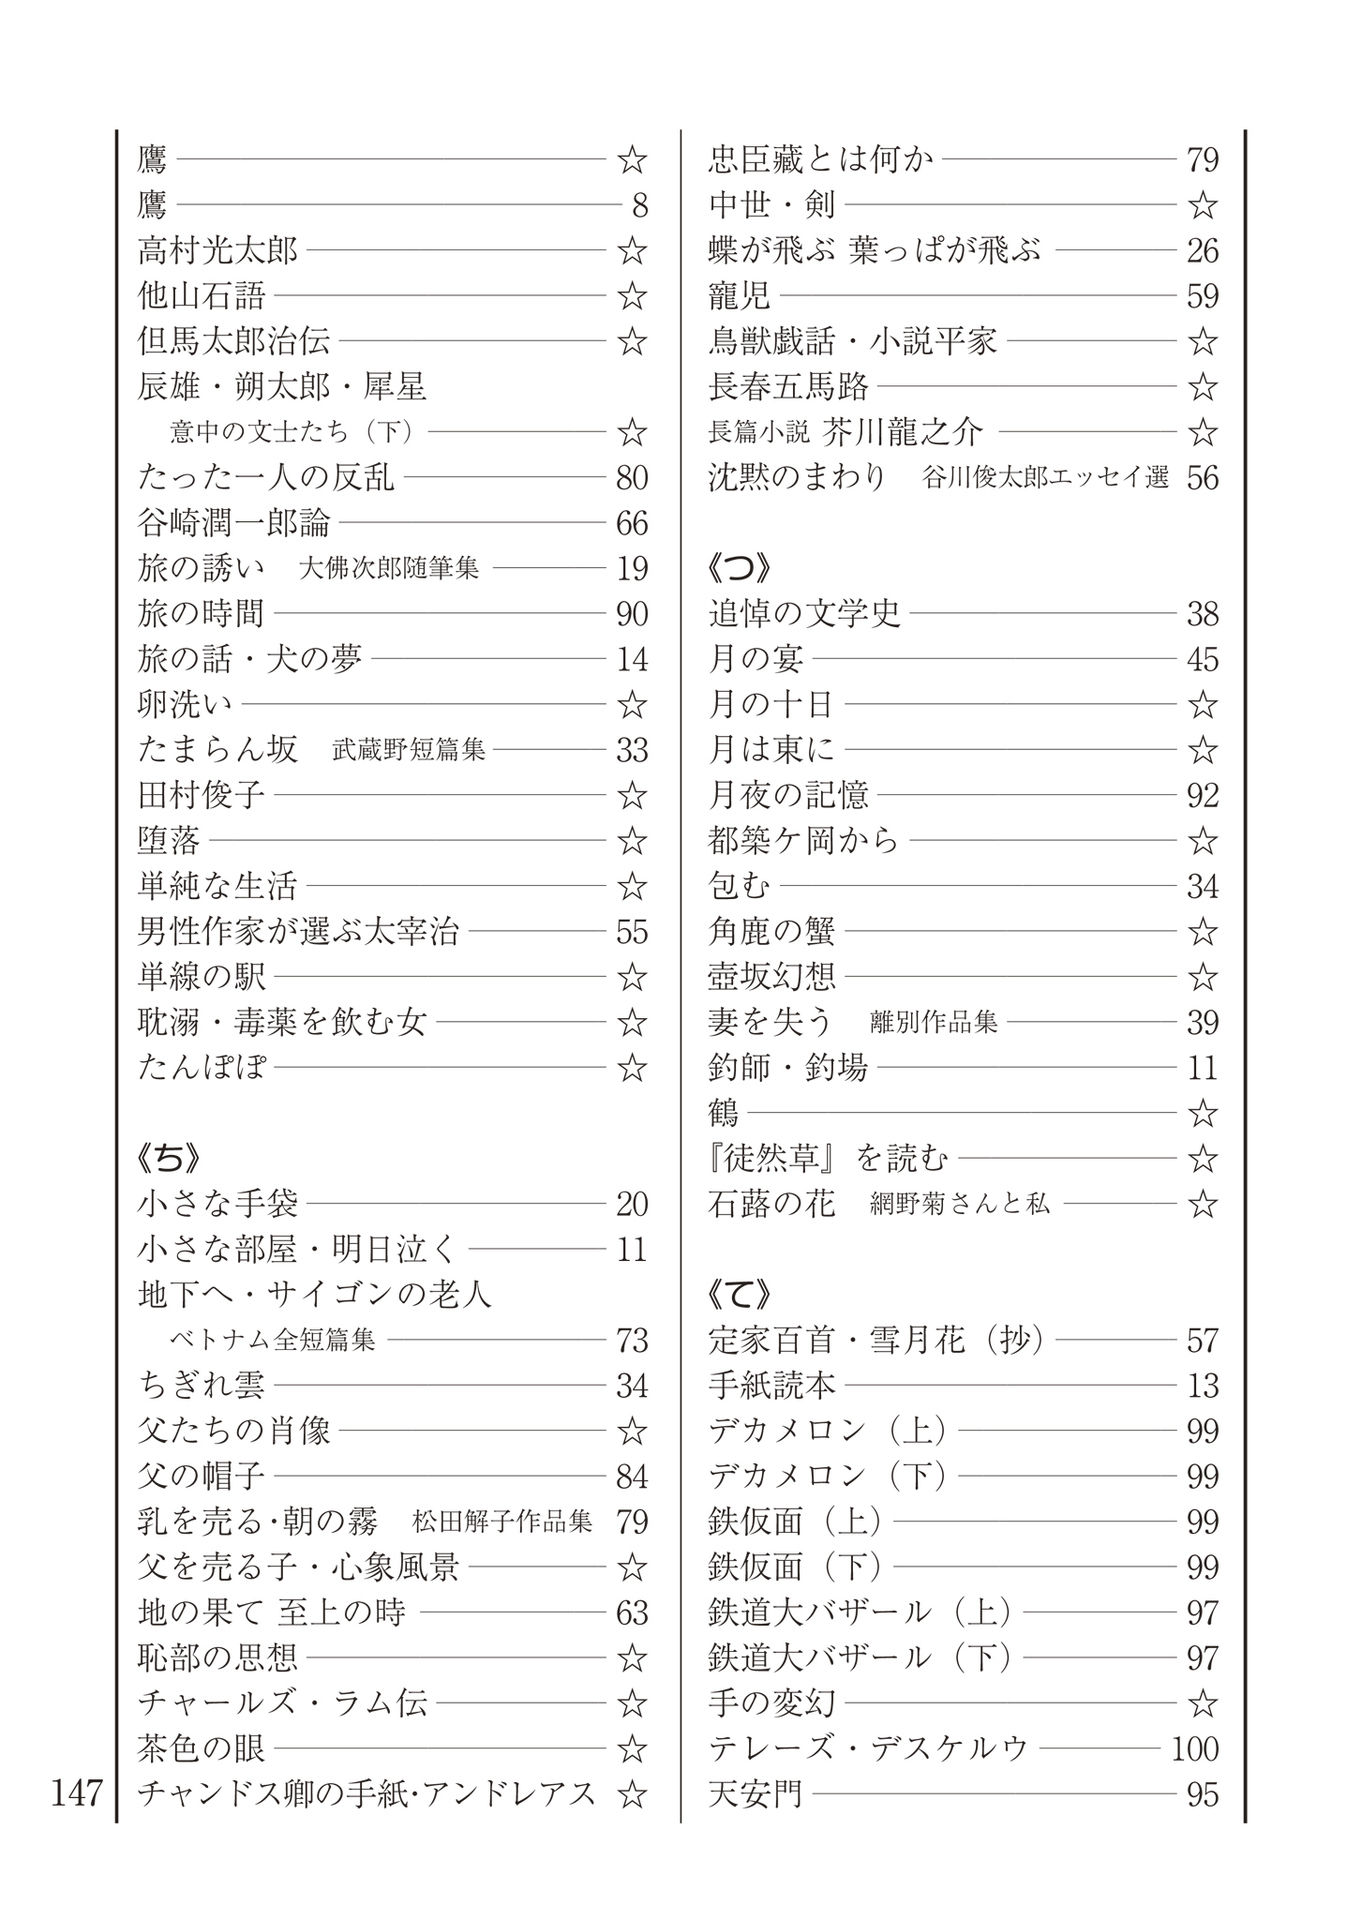 鷹 ☆
鷹 8
高村光太郎 ☆
他山石語 ☆
但馬太郎治伝 ☆
辰雄・朔太郎・犀星
意中の文士たち（下） ☆
たった一人の反乱 80
谷崎潤一郎論 66
旅の誘い 大佛次郎随筆集 19
旅の時間 90
旅の話・犬の夢 14
卵洗い ☆
たまらん坂 武蔵野短篇集 33
田村俊子 ☆
堕落 ☆
単純な生活 ☆
男性作家が選ぶ太宰治 55
単線の駅 ☆
耽溺・毒薬を飲む女 ☆
たんぽぽ ☆
《ち》
小さな手袋 20
小さな部屋・明日泣く 11
地下へ・サイゴンの老人
ベトナム全短篇集 73
ちぎれ雲 34
父たちの肖像 ☆
父の帽子 84
乳を売る・朝の霧 松田解子作品集 79
父を売る子・心象風景 ☆
地の果て 至上の時 63
恥部の思想 ☆
チャールズ・ラム伝 ☆
茶色の眼 ☆
チャンドス卿の手紙・アンドレアス ☆
忠臣藏とは何か 79
中世・剣 ☆
蝶が飛ぶ 葉っぱが飛ぶ 26
寵児 59
鳥獣戯話・小説平家 ☆
長春五馬路 ☆
長篇小説 芥川龍之介 ☆
沈黙のまわり 谷川俊太郎エッセイ選 56
《つ》
追悼の文学史 38
月の宴 45
月の十日 ☆
月は東に ☆
月夜の記憶 92
都築ケ岡から ☆
包む 34
角鹿の蟹 ☆
壺坂幻想 ☆
妻を失う 離別作品集 39
釣師・釣場 11
鶴 ☆
『徒然草』を読む ☆
石蕗の花 網野菊さんと私 ☆
《て》
定家百首・雪月花（抄） 57
手紙読本 13
デカメロン（上） 99
デカメロン（下） 99
鉄仮面（上） 99
鉄仮面（下） 99
鉄道大バザール（上） 97
鉄道大バザール（下） 97
手の変幻 ☆
テレーズ・デスケルウ 100
天安門 95
147